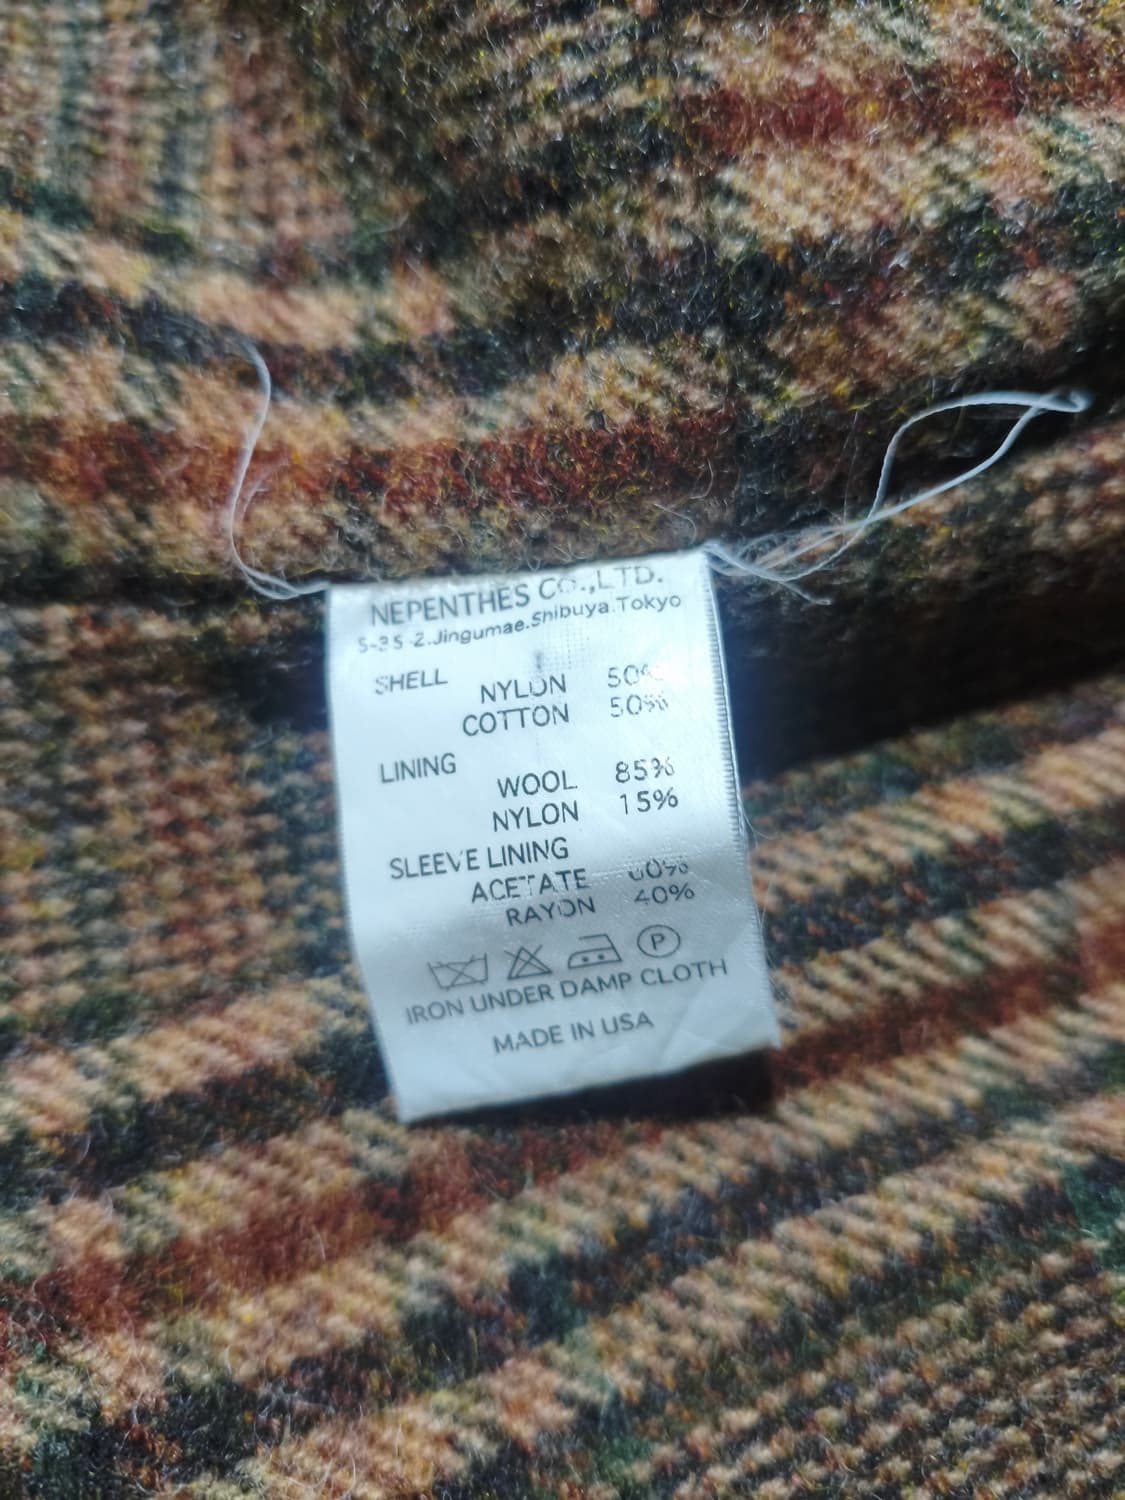 NEPENTHES CO.,LTD.
5-35-2.Jingumae.Shibuya.Tokyo
SHELL
NYLON 50%
COTTON 50%
LINING
WOOL 85%
NYLON 15%
SLEEVE LINING
ACETATE 60%
RAYON 40%
P
IRON UNDER DAMP CLOTH
MADE IN USA